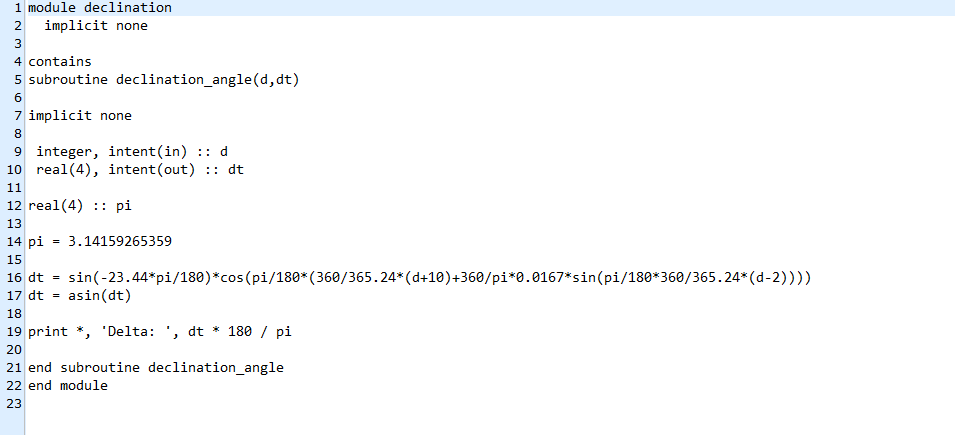 1 module declination
2   implicit none
3
4 contains
5 subroutine declination_angle(d,dt)
6
7 implicit none
8
9  integer, intent(in) :: d
10  real(4), intent(out) :: dt
11
12 real(4) :: pi
13
14 pi = 3.14159265359
15
16 dt = sin(-23.44*pi/180)*cos(pi/180*(360/365.24*(d+10)+360/pi*0.0167*sin(pi/180*360/365.24*(d-2))))
17 dt = asin(dt)
18
19 print *, 'Delta: ', dt * 180 / pi
20
21 end subroutine declination_angle
22 end module
23